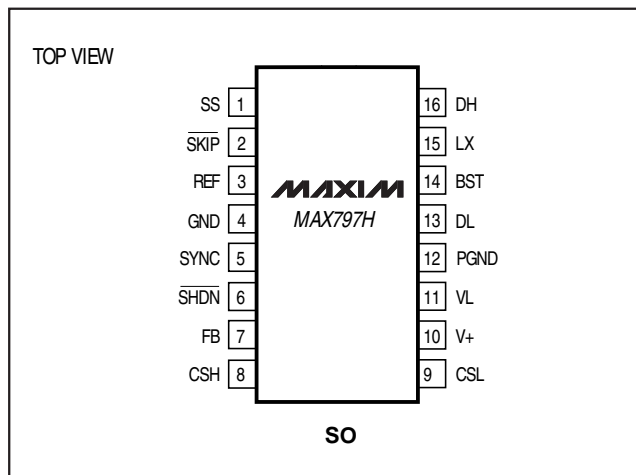 TOP VIEW
SS 1
SKIP 2
REF 3
GND 4
SYNC 5
SHDN 6
FB 7
CSH 8
MAXIM
MAX797H
16 DH
15 LX
14 BST
13 DL
12 PGND
11 VL
10 V+
9 CSL
SO